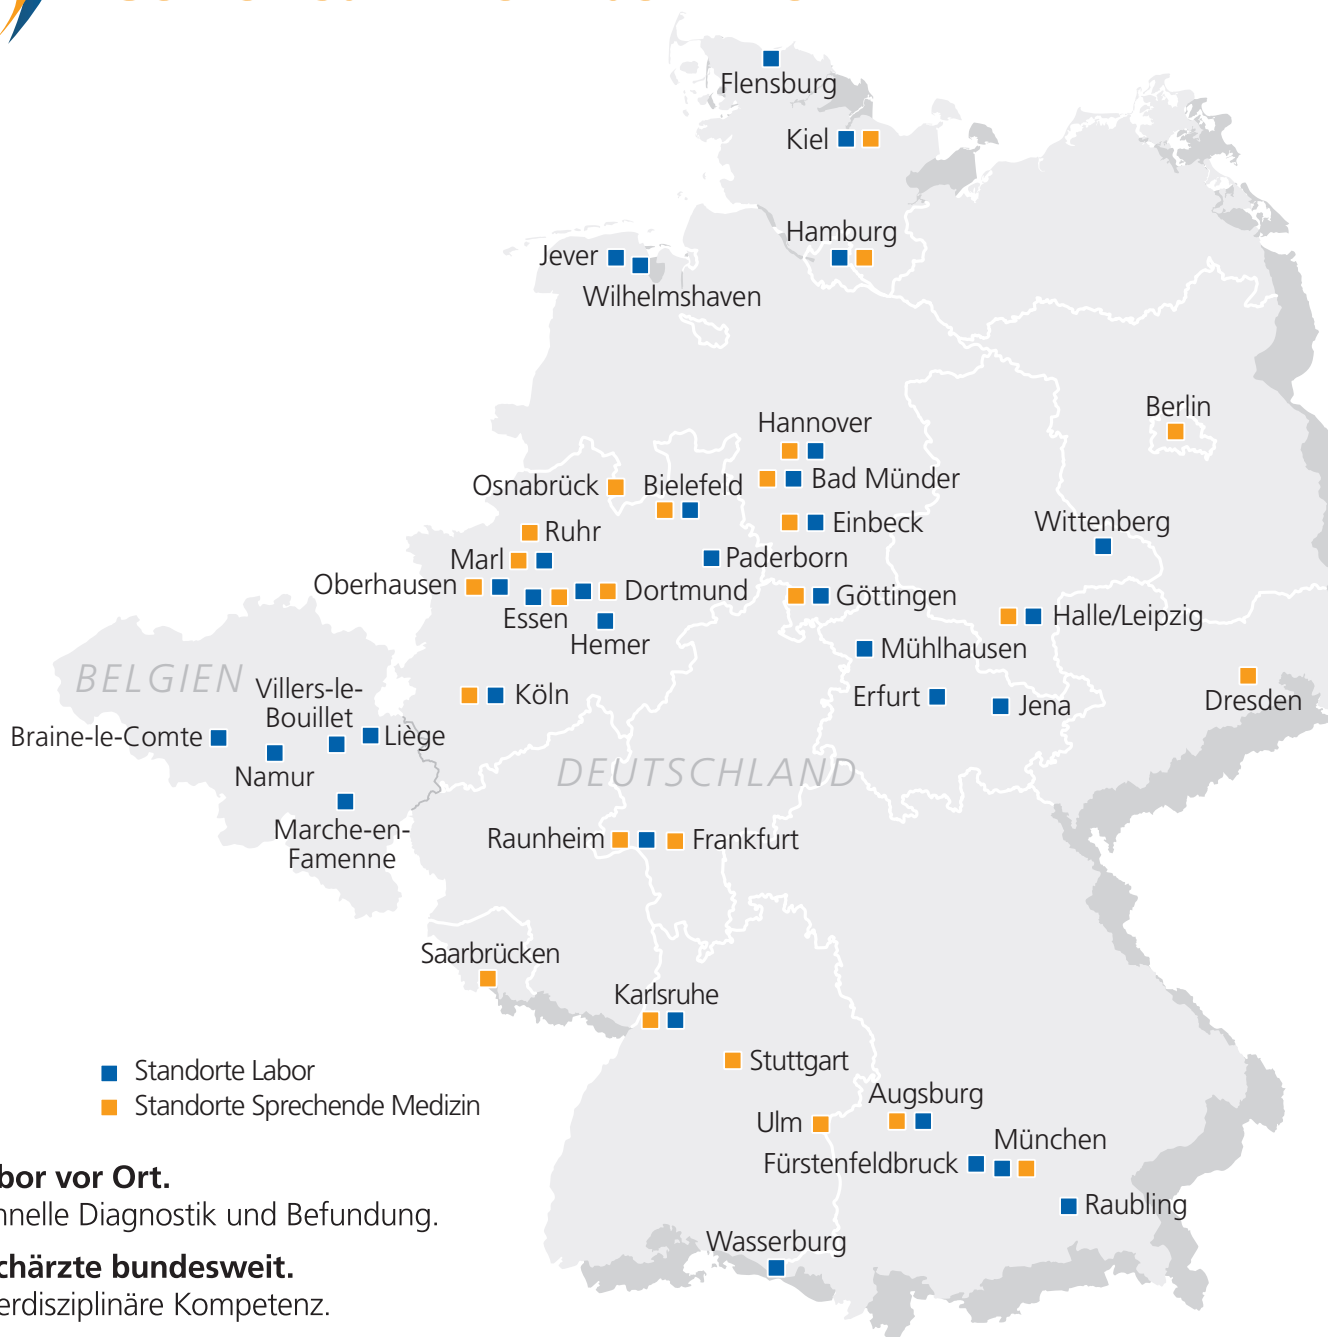 Flensburg
Kiel
Hamburg
Jever
Wilhelmshaven
Berlin
Hannover
Osnabrück
Bielefeld
Bad Münder
Ruhr
Einbeck
Wittenberg
Marl
Paderborn
Oberhausen
Dortmund
Göttingen
Essen
Halle/Leipzig
Hemer
Mühlhausen
BELGIEN
Villers-le-
Bouillet
Köln
Erfurt
Jena
Dresden
Braine-le-Comte
Liège
Namur
DEUTSCHLAND
Marche-en-
Famenne
Raunheim
Frankfurt
Saarbrücken
Karlsruhe
Stuttgart
Standorte Labor
Standorte Sprechende Medizin
Augsburg
Ulm
München
Fürstenfeldbruck
Raubling
Wasserburg
bor vor Ort.
nnelle Diagnostik und Befundung.
chärzte bundesweit.
erdisziplinäre Kompetenz.